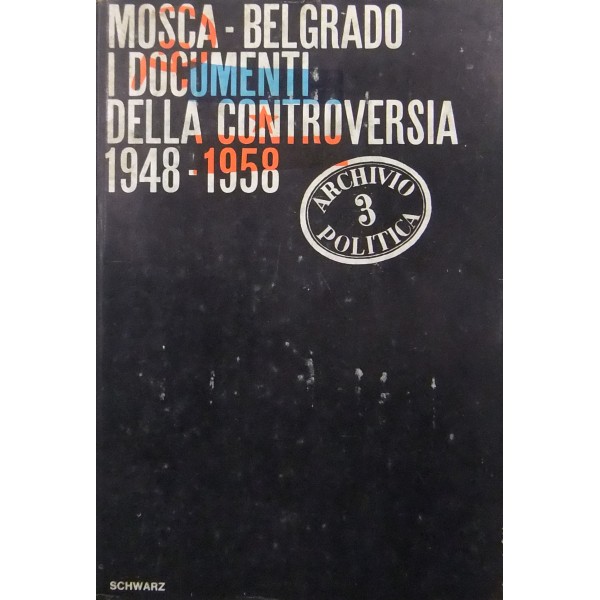 MOSCA - BELGRADO
I DOCUMENTI
DELLA CONTROVERSIA
1948 - 1958
ARCHIVIO
3
POLITICA
SCHWARZ